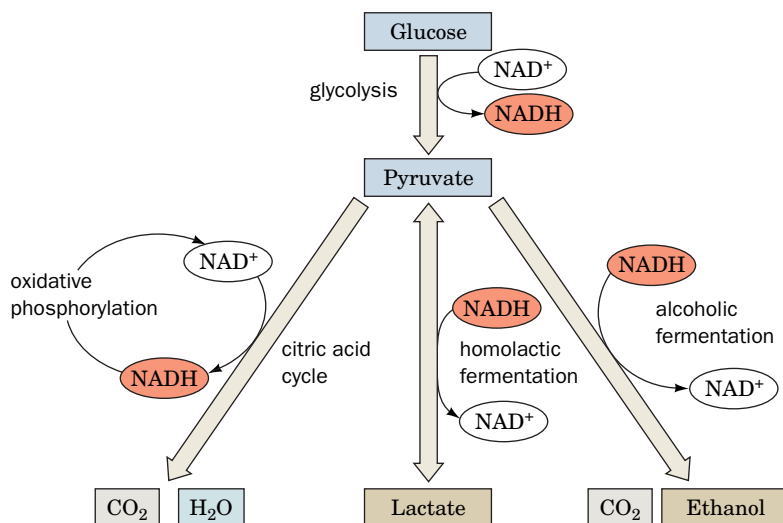 Glucose
NAD⁺
glycolysis
NADH
Pyruvate
NAD⁺
oxidative
phosphorylation
NADH
citric acid
cycle
NADH
homolactic
fermentation
NAD⁺
NADH
alcoholic
fermentation
NAD⁺
CO₂
H₂O
Lactate
CO₂
Ethanol